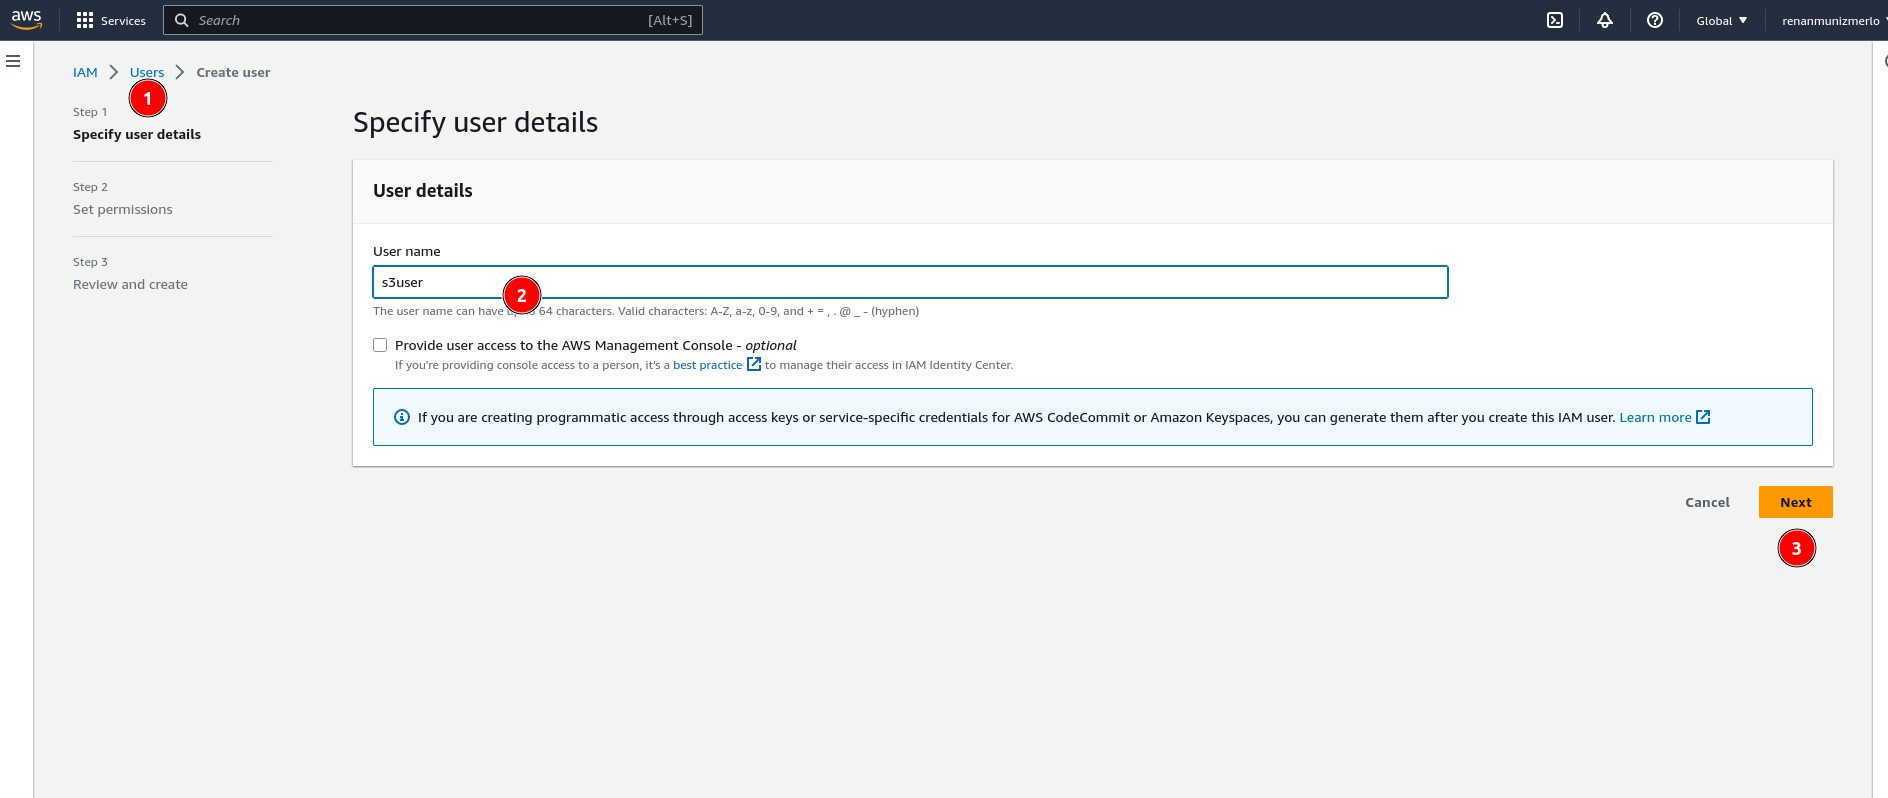 aws Services Search [Alt+S] Global renanmunizmerlo
IAM Users Create user
1
Step 1
Specify user details
Step 2
Set permissions
Step 3
Review and create
Specify user details
User details
User name
s3user
2
The user name can have 64 characters. Valid characters: A-Z, a-z, 0-9, and + = , . @ _ - (hyphen)
Provide user access to the AWS Management Console - optional
If you're providing console access to a person, it's a best practice to manage their access in IAM Identity Center.
If you are creating programmatic access through access keys or service-specific credentials for AWS CodeCommit or Amazon Keyspaces, you can generate them after you create this IAM user. Learn more
Cancel Next
3